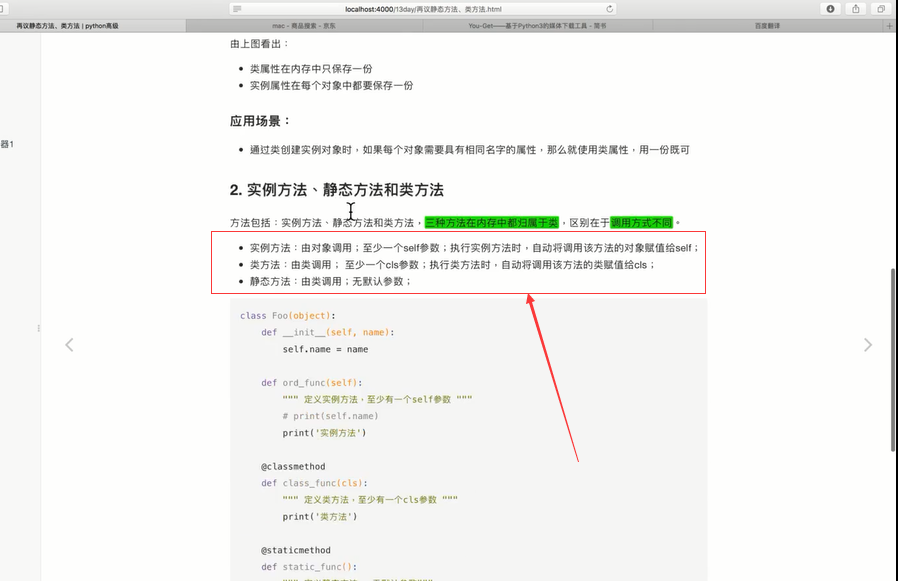 localhost:4000/13day/再议静态方法、类方法.html
再议静态方法、类方法 | python高级
mac - 商品搜索 - 京东
You-Get——基于Python3的媒体下载工具 - 简书
百度翻译
由上图看出：
• 类属性在内存中只保存一份
• 实例属性在每个对象中都要保存一份
应用场景：
器1
• 通过类创建实例对象时，如果每个对象需要具有相同名字的属性，那么就使用类属性，用一份既可
2. 实例方法、静态方法和类方法
方法包括：实例方法、静态方法和类方法，三种方法在内存中都归属于类，区别在于调用方式不同。
• 实例方法：由对象调用；至少一个self参数；执行实例方法时，自动将调用该方法的对象赋值给self；
• 类方法：由类调用； 至少一个cls参数；执行类方法时，自动将调用该方法的类赋值给cls；
• 静态方法：由类调用；无默认参数；
class Foo(object):
def __init__(self, name):
self.name = name
def ord_func(self):
""" 定义实例方法，至少有一个self参数 """
# print(self.name)
print('实例方法')
@classmethod
def class_func(cls):
""" 定义类方法，至少有一个cls参数 """
print('类方法')
@staticmethod
def static_func():